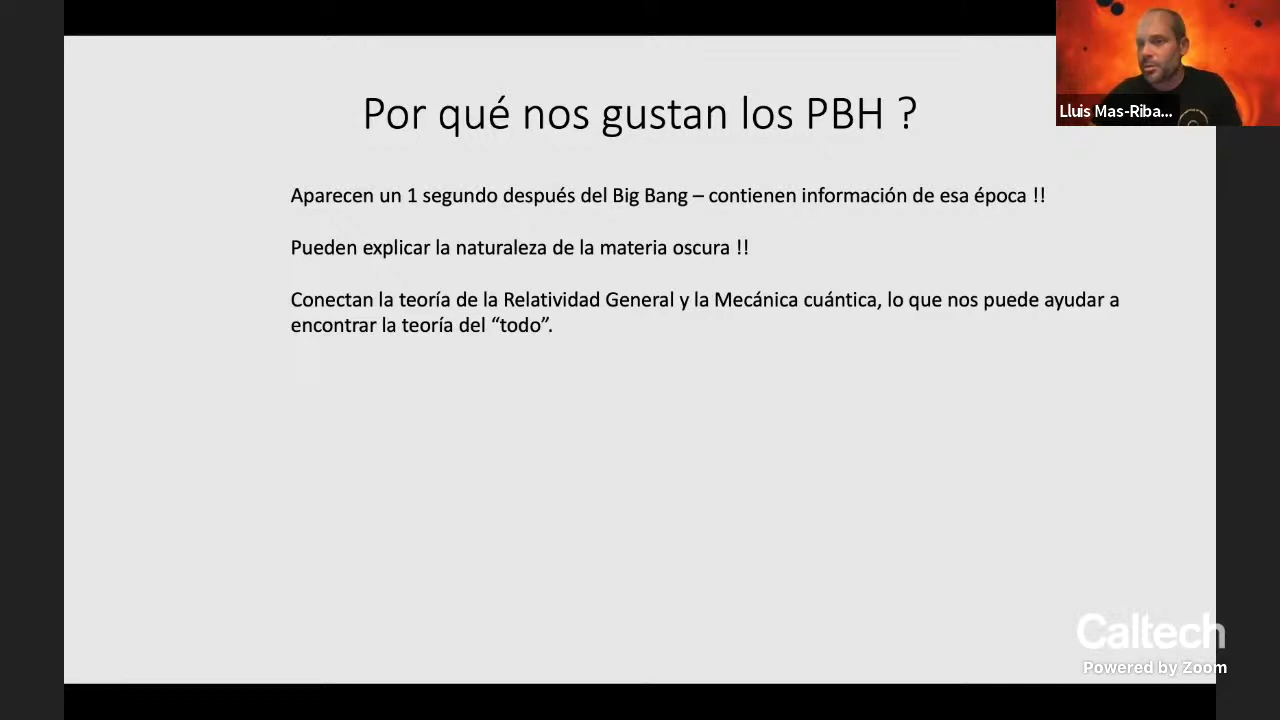 Por qué nos gustan los PBH ?
Lluis Mas-Riba...
Aparecen un 1 segundo después del Big Bang – contienen información de esa época !!
Pueden explicar la naturaleza de la materia oscura !!
Conectan la teoría de la Relatividad General y la Mecánica cuántica, lo que nos puede ayudar a
encontrar la teoría del “todo”.
Caltech
Powered by Zoom